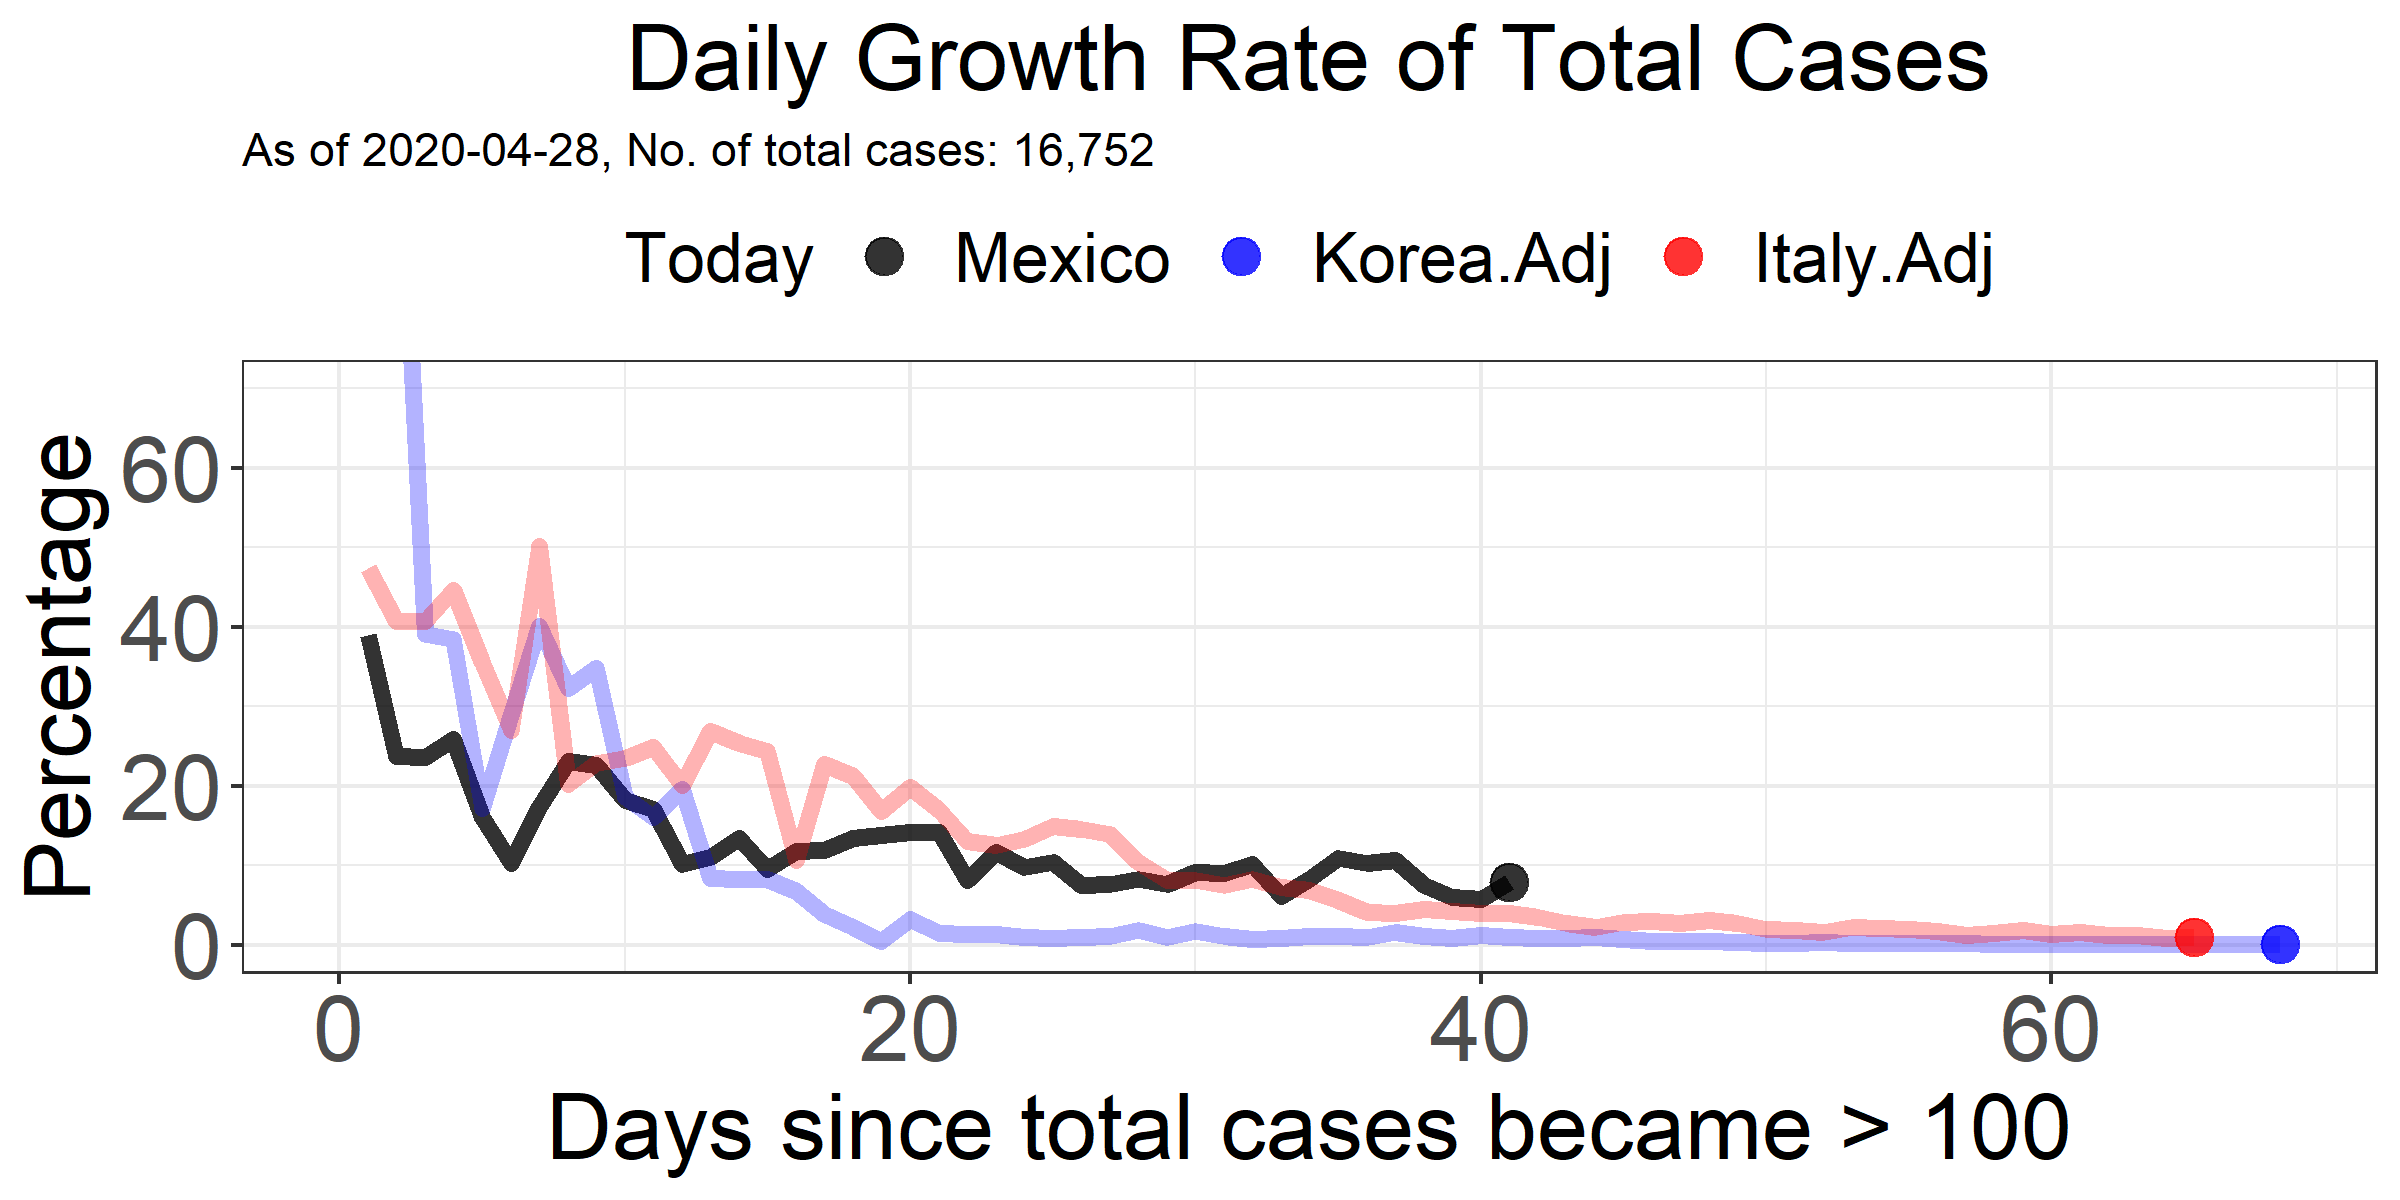 Daily Growth Rate of Total Cases
As of 2020-04-28, No. of total cases: 16,752
Today Mexico Korea.Adj Italy.Adj
Percentage
60
40
20
0
0 20 40 60
Days since total cases became > 100